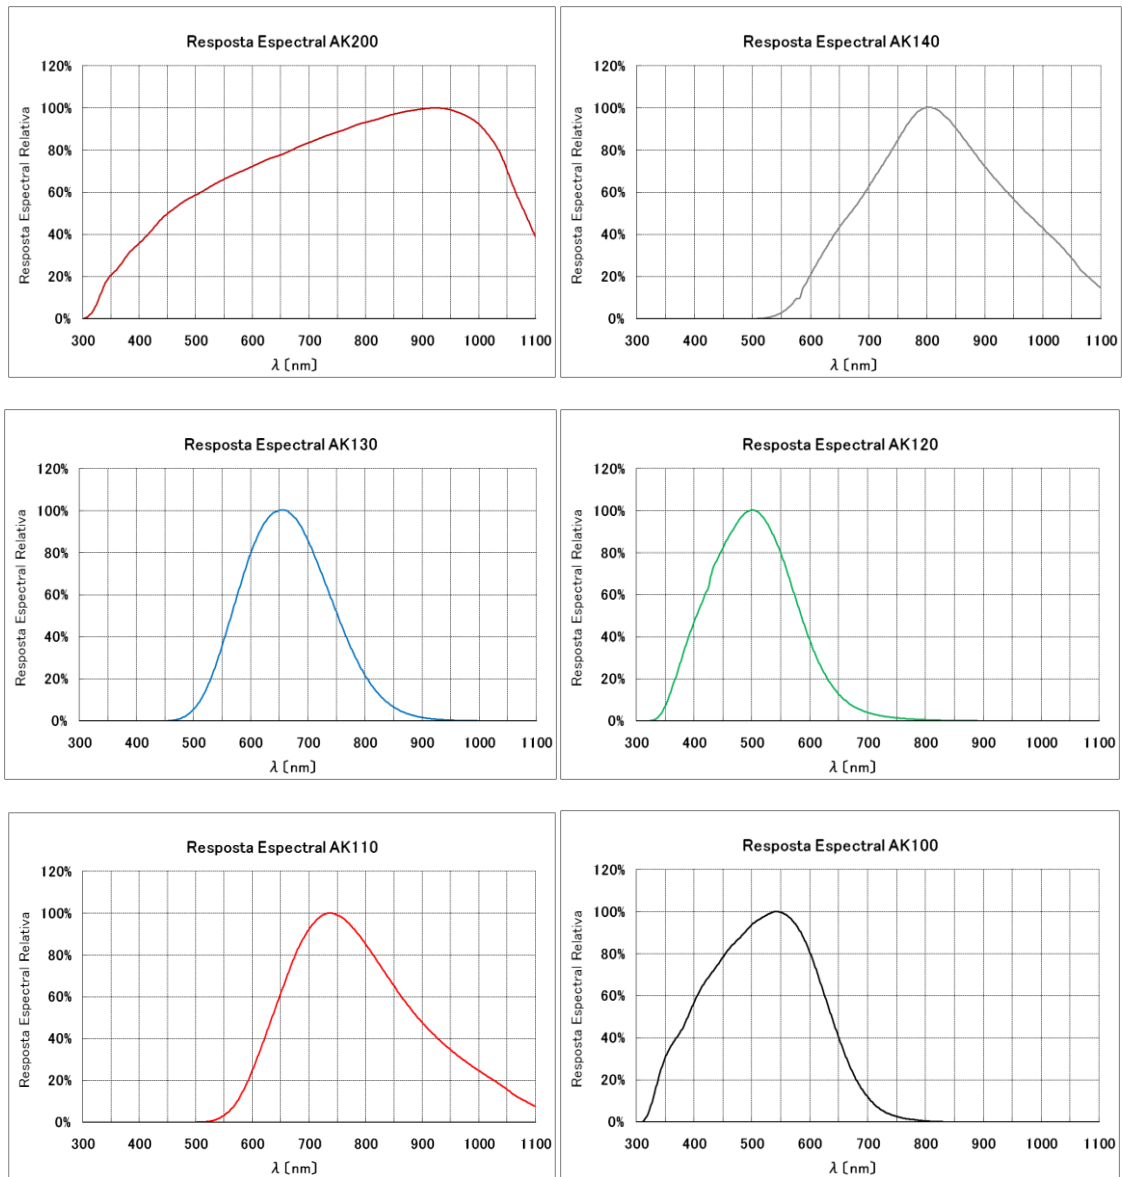 Resposta Espectral AK200
120%
100%
80%
60%
40%
20%
0%
Resposta Espectral Relativa
300 400 500 600 700 800 900 1000 1100
λ [nm]
Resposta Espectral AK140
120%
100%
80%
60%
40%
20%
0%
Resposta Espectral Relativa
300 400 500 600 700 800 900 1000 1100
λ [nm]
Resposta Espectral AK130
120%
100%
80%
60%
40%
20%
0%
Resposta Espectral Relativa
300 400 500 600 700 800 900 1000 1100
λ [nm]
Resposta Espectral AK120
120%
100%
80%
60%
40%
20%
0%
Resposta Espectral Relativa
300 400 500 600 700 800 900 1000 1100
λ [nm]
Resposta Espectral AK110
120%
100%
80%
60%
40%
20%
0%
Resposta Espectral Relativa
300 400 500 600 700 800 900 1000 1100
λ [nm]
Resposta Espectral AK100
120%
100%
80%
60%
40%
20%
0%
Resposta Espectral Relativa
300 400 500 600 700 800 900 1000 1100
λ [nm]